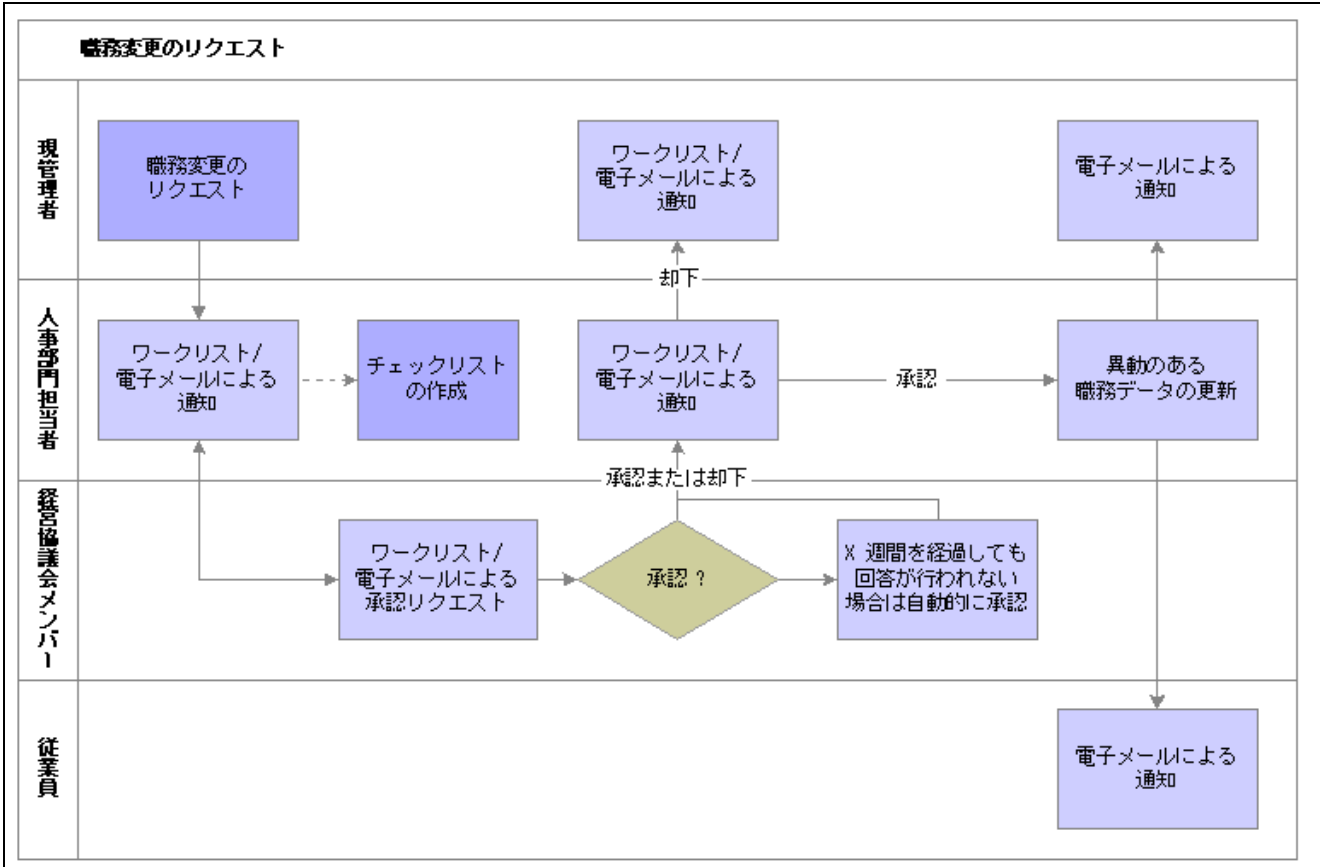 職務変更のリクエスト
現管理者
職務変更の
リクエスト
ワークリスト/
電子メールによる
通知
電子メールによる
通知
却下
人事部門担当者
ワークリスト/
電子メールによる
通知
チェックリスト
の作成
ワークリスト/
電子メールによる
通知
承認
異動のある
職務データの更新
承認または却下
経営協議会メンバー
ワークリスト/
電子メールによる
承認リクエスト
承認 ?
X 週間を経過しても
回答が行われない
場合は自動的に承認
従業員
電子メールによる
通知